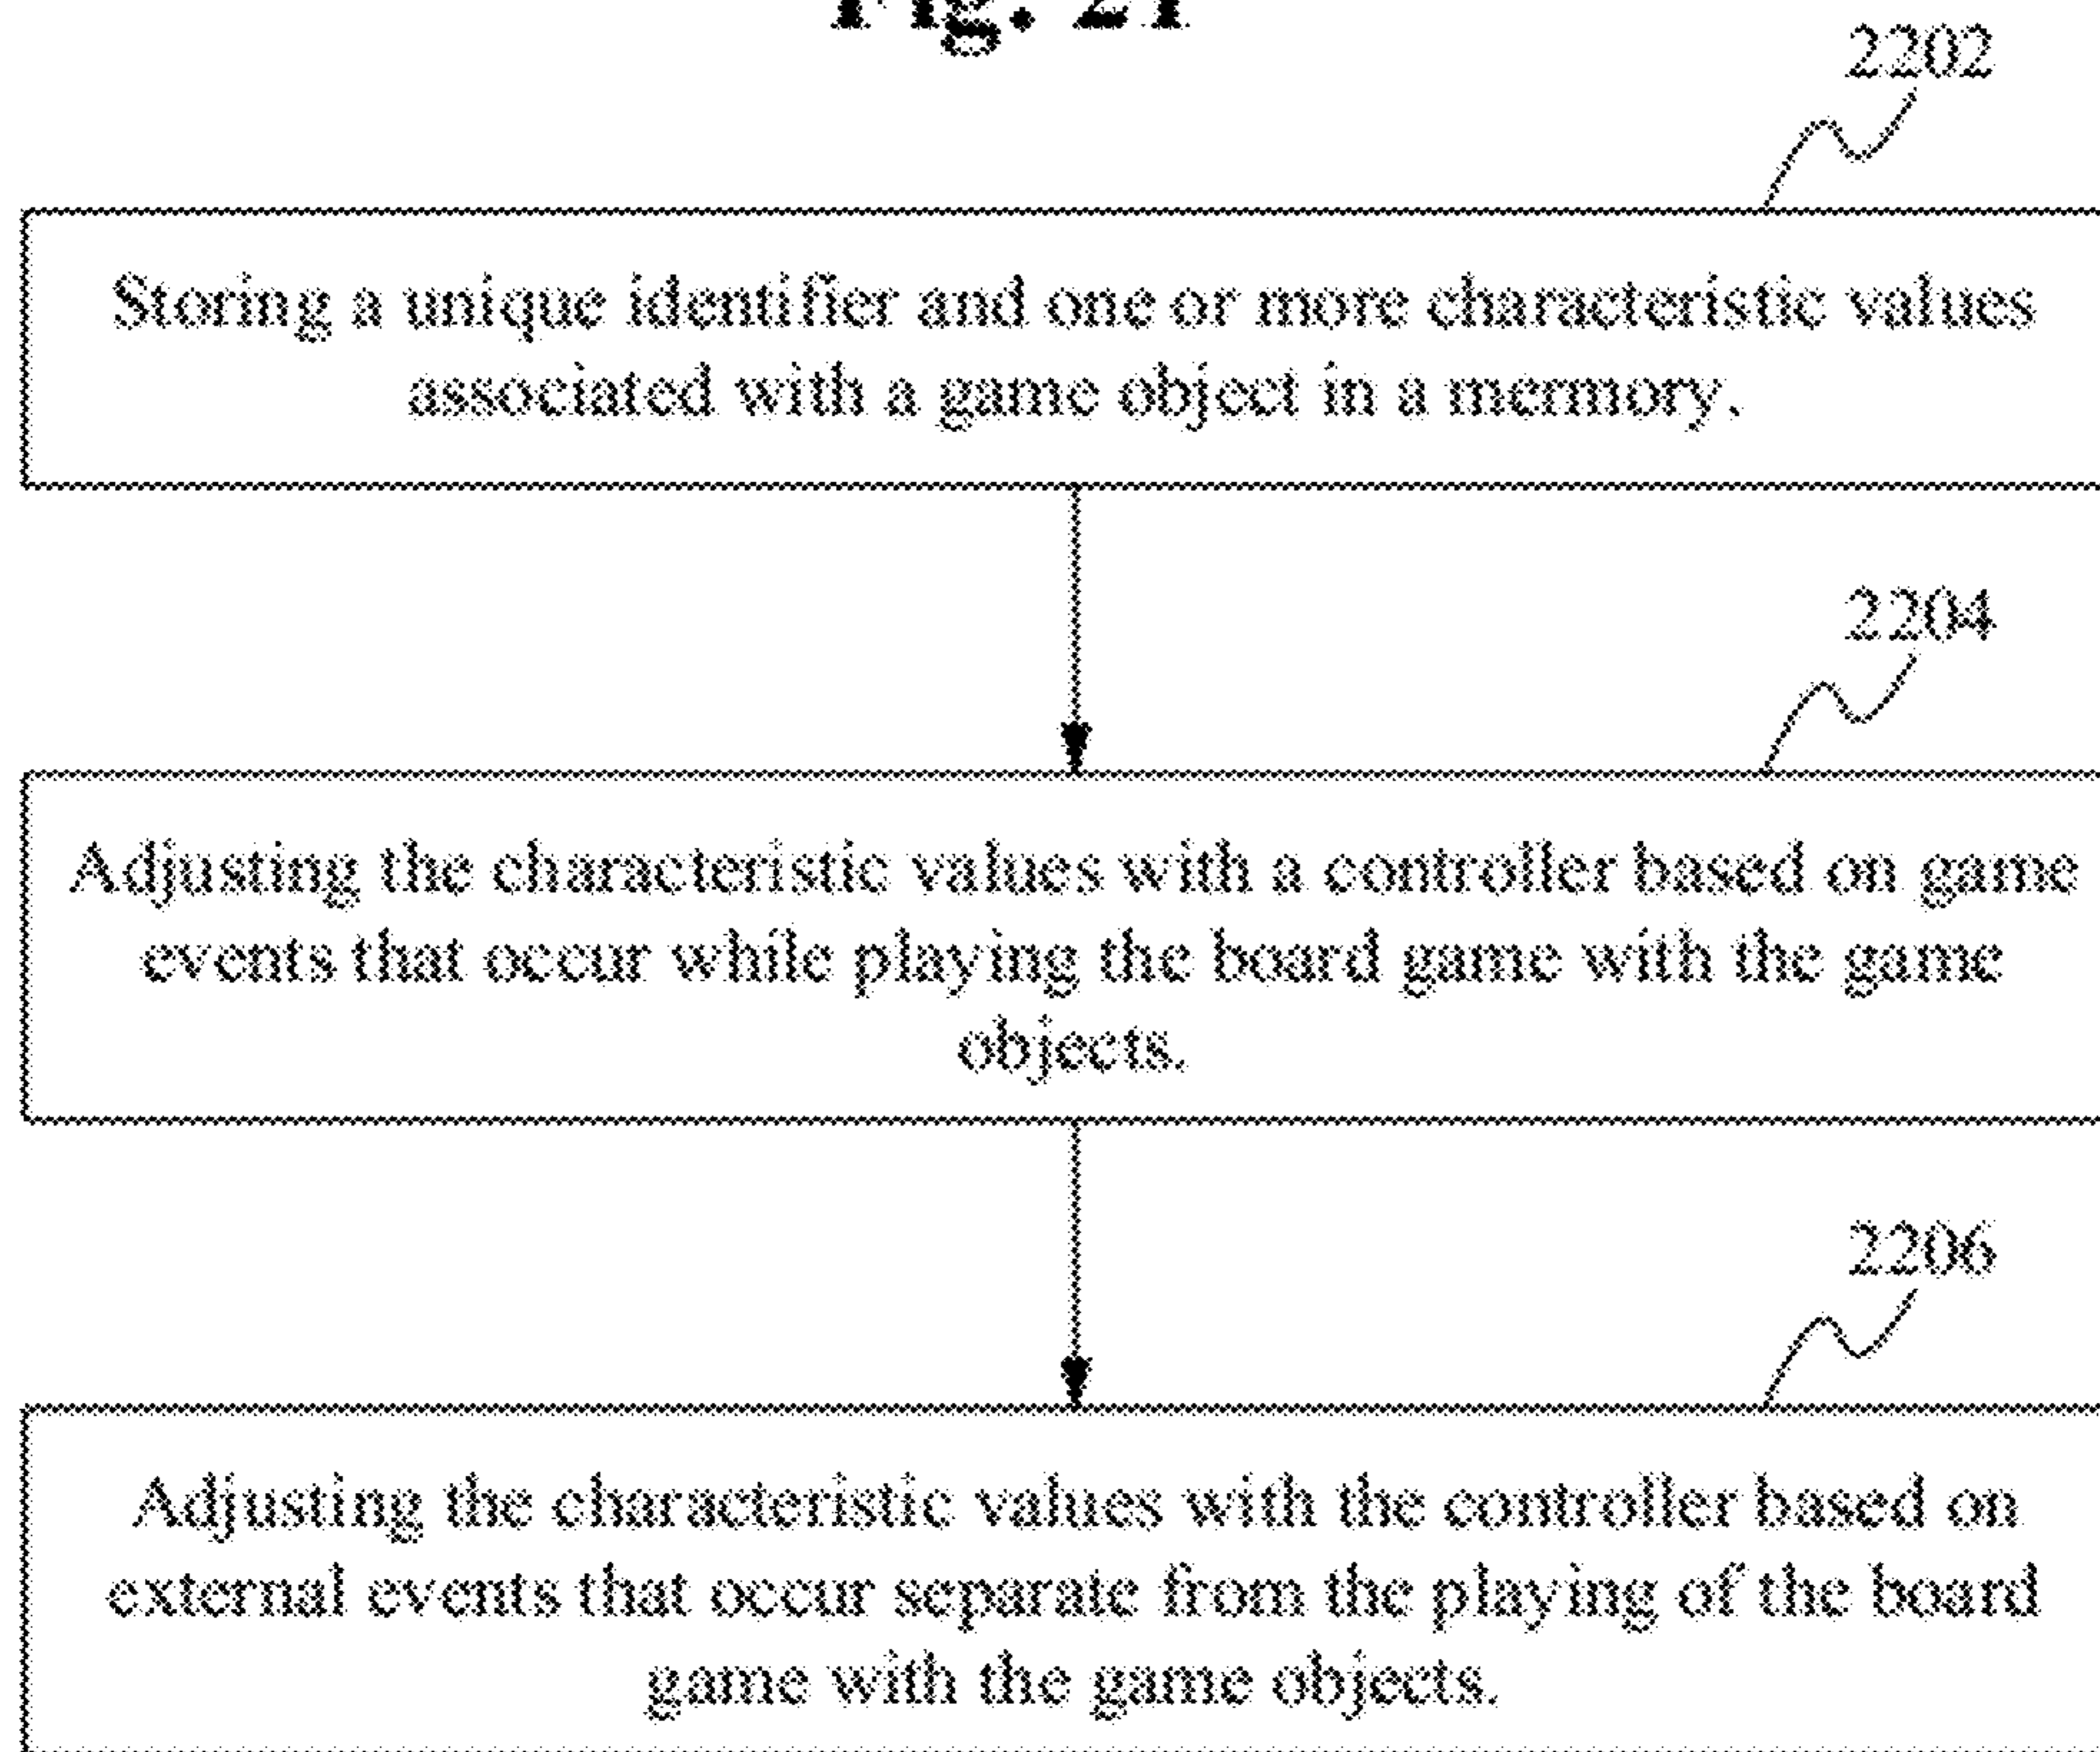 Fig. 21
2202
Storing a unique identifier and one or more characteristic values
associated with a game object in a memory.
2204
Adjusting the characteristic values with a controller based on game
events that occur while playing the board game with the game
objects.
2206
Adjusting the characteristic values with the controller based on
external events that occur separate from the playing of the board
game with the game objects.